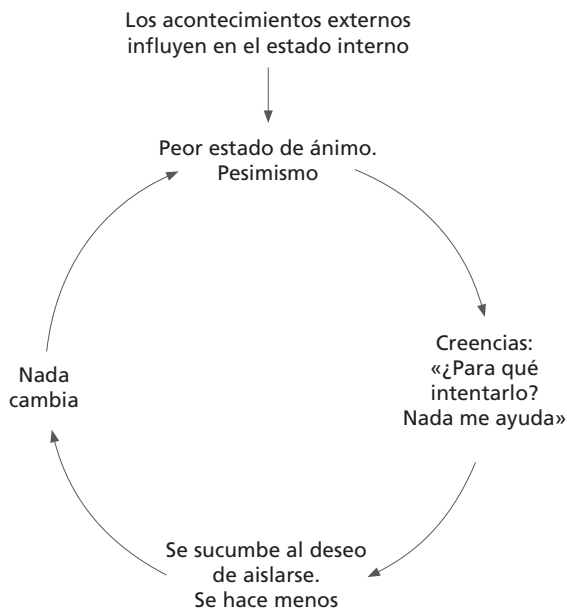 Los acontecimientos externos
influyen en el estado interno
Peor estado de ánimo.
Pesimismo
Creencias:
«¿Para qué
intentarlo?
Nada me ayuda»
Se sucumbe al deseo
de aislarse.
Se hace menos
Nada
cambia